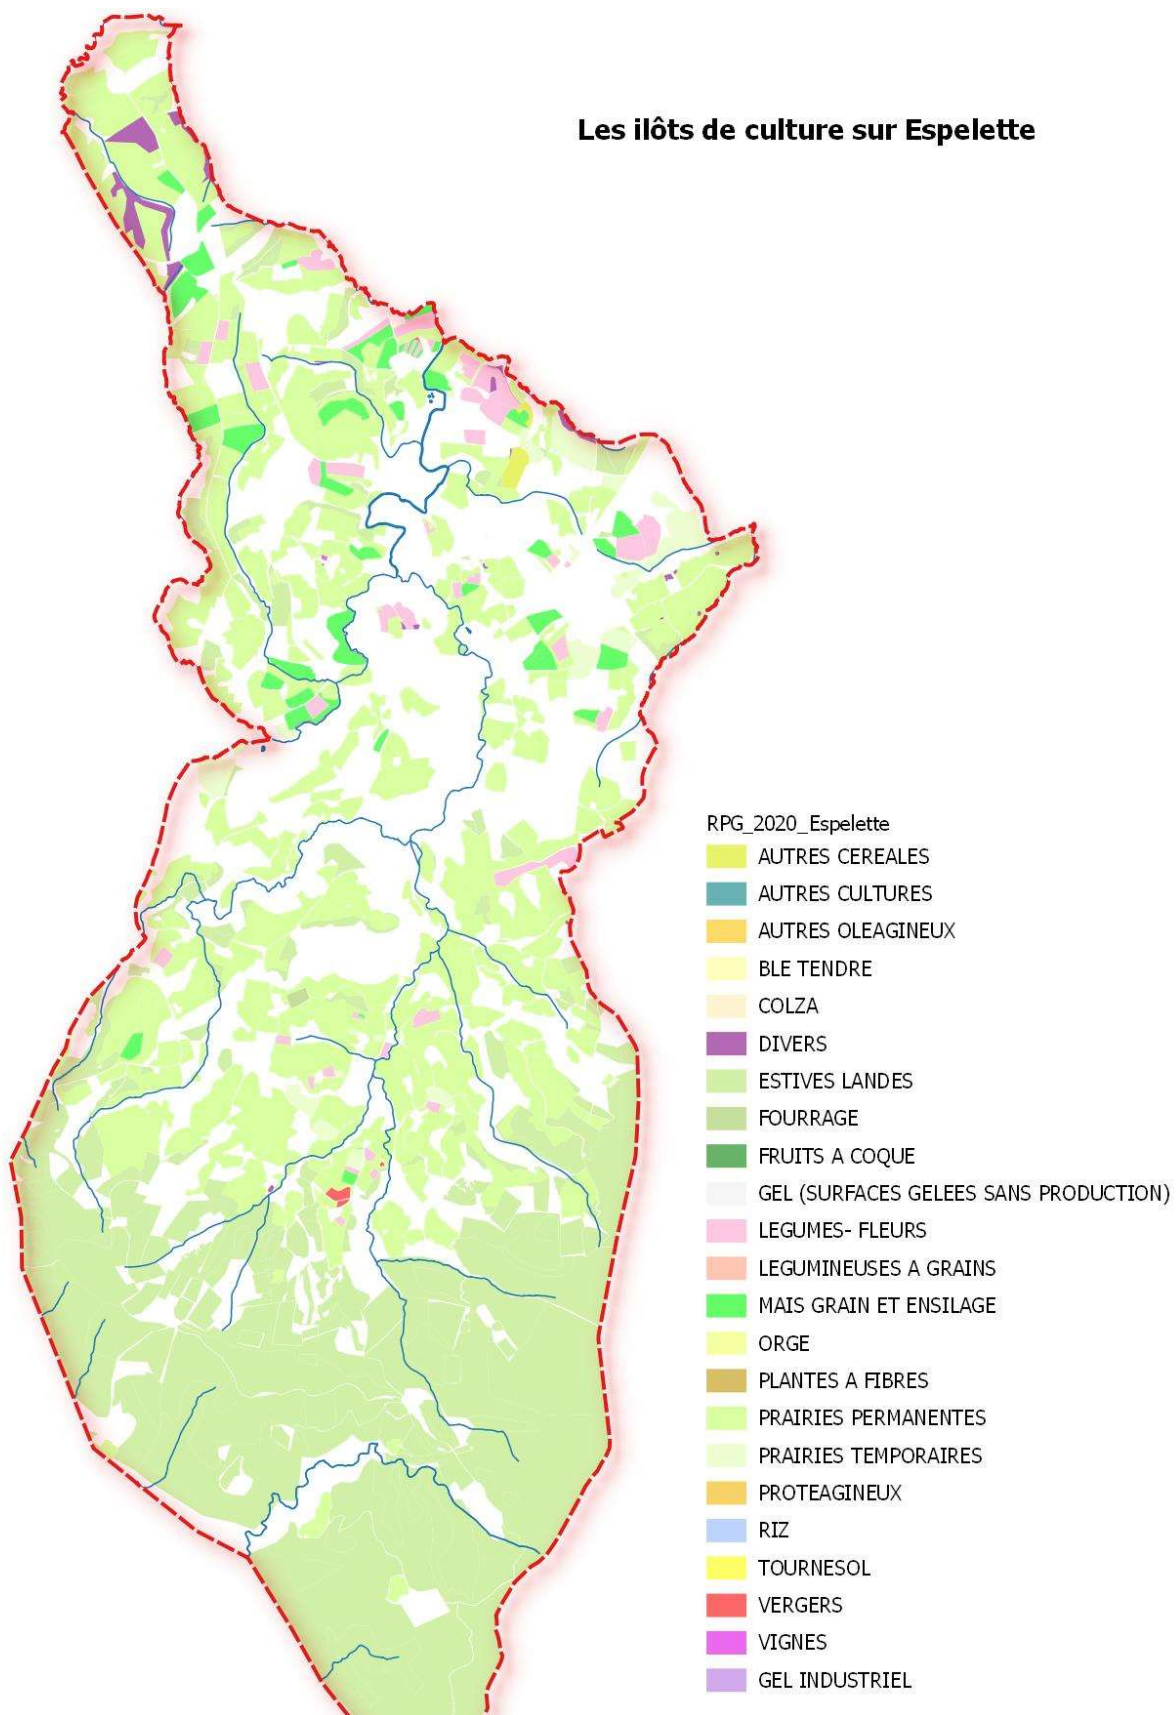 Les ilôts de culture sur Espelette
RPG_2020_Espelette
AUTRES CEREALES
AUTRES CULTURES
AUTRES OLEAGINEUX
BLE TENDRE
COLZA
DIVERS
ESTIVES LANDES
FOURRAGE
FRUITS A COQUE
GEL (SURFACES GELEES SANS PRODUCTION)
LEGUMES- FLEURS
LEGUMINEUSES A GRAINS
MAIS GRAIN ET ENSILAGE
ORGE
PLANTES A FIBRES
PRAIRIES PERMANENTES
PRAIRIES TEMPORAIRES
PROTEAGINEUX
RIZ
TOURNESOL
VERGERS
VIGNES
GEL INDUSTRIEL